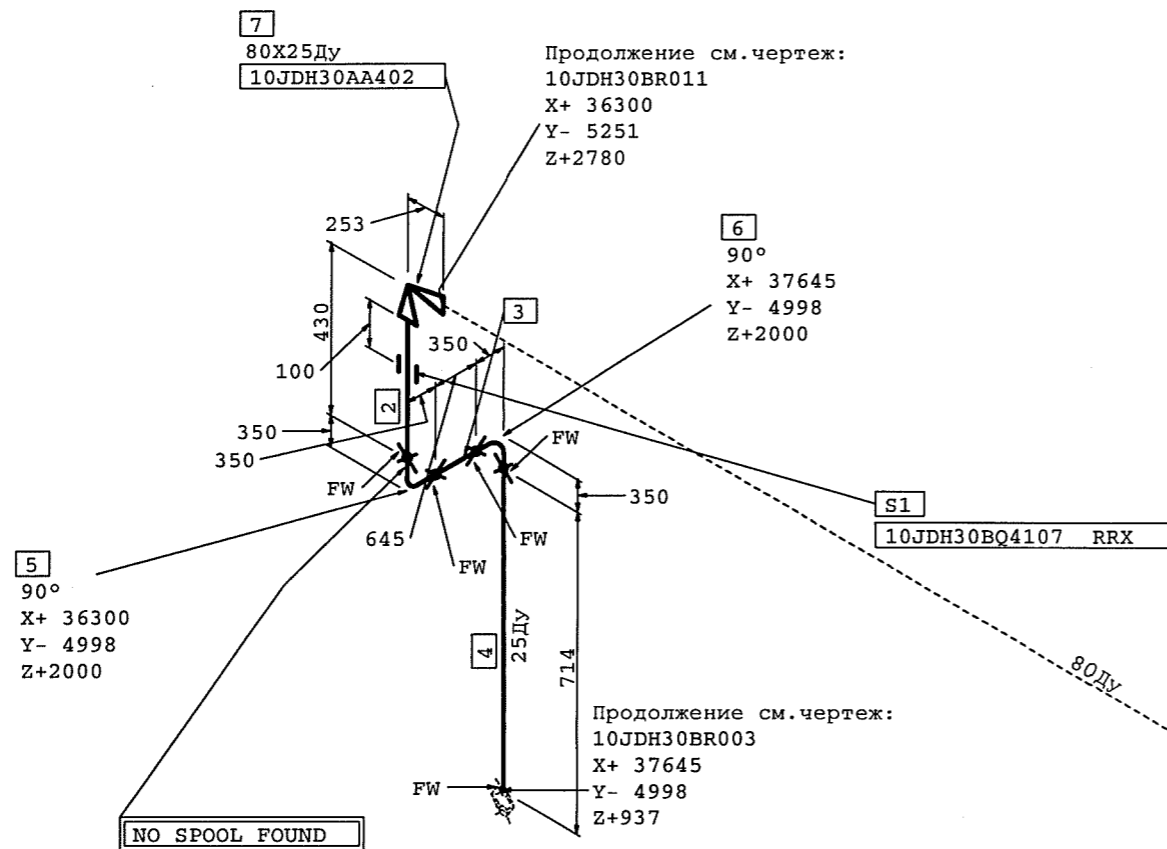 7
80X25Ду
10JDH30AA402
Продолжение см.чертеж:
10JDH30BR011
X+ 36300
Y- 5251
Z+2780
253
6
90°
X+ 37645
Y- 4998
Z+2000
430
3
350
100
2
350
350
FW
FW
350
S1
10JDH30BQ4107 RRX
645
FW
FW
5
90°
X+ 36300
Y- 4998
Z+2000
4
25Ду
714
80Ду
Продолжение см.чертеж:
10JDH30BR003
X+ 37645
Y- 4998
Z+937
FW
NO SPOOL FOUND